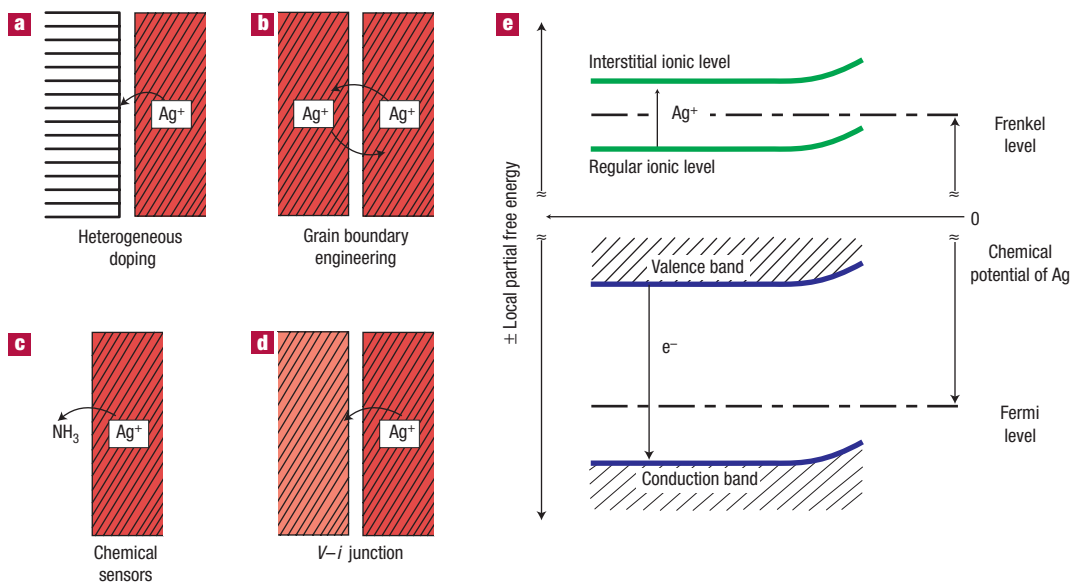 a
Ag⁺
Heterogeneous
doping
b
Ag⁺
Ag⁺
Grain boundary
engineering
c
NH₃
Ag⁺
Chemical
sensors
d
Ag⁺
V–i junction
e
± Local partial free energy
Interstitial ionic level
Ag⁺
Regular ionic level
Frenkel
level
0
Chemical
potential of Ag
Valence band
e⁻
Fermi
level
Conduction band